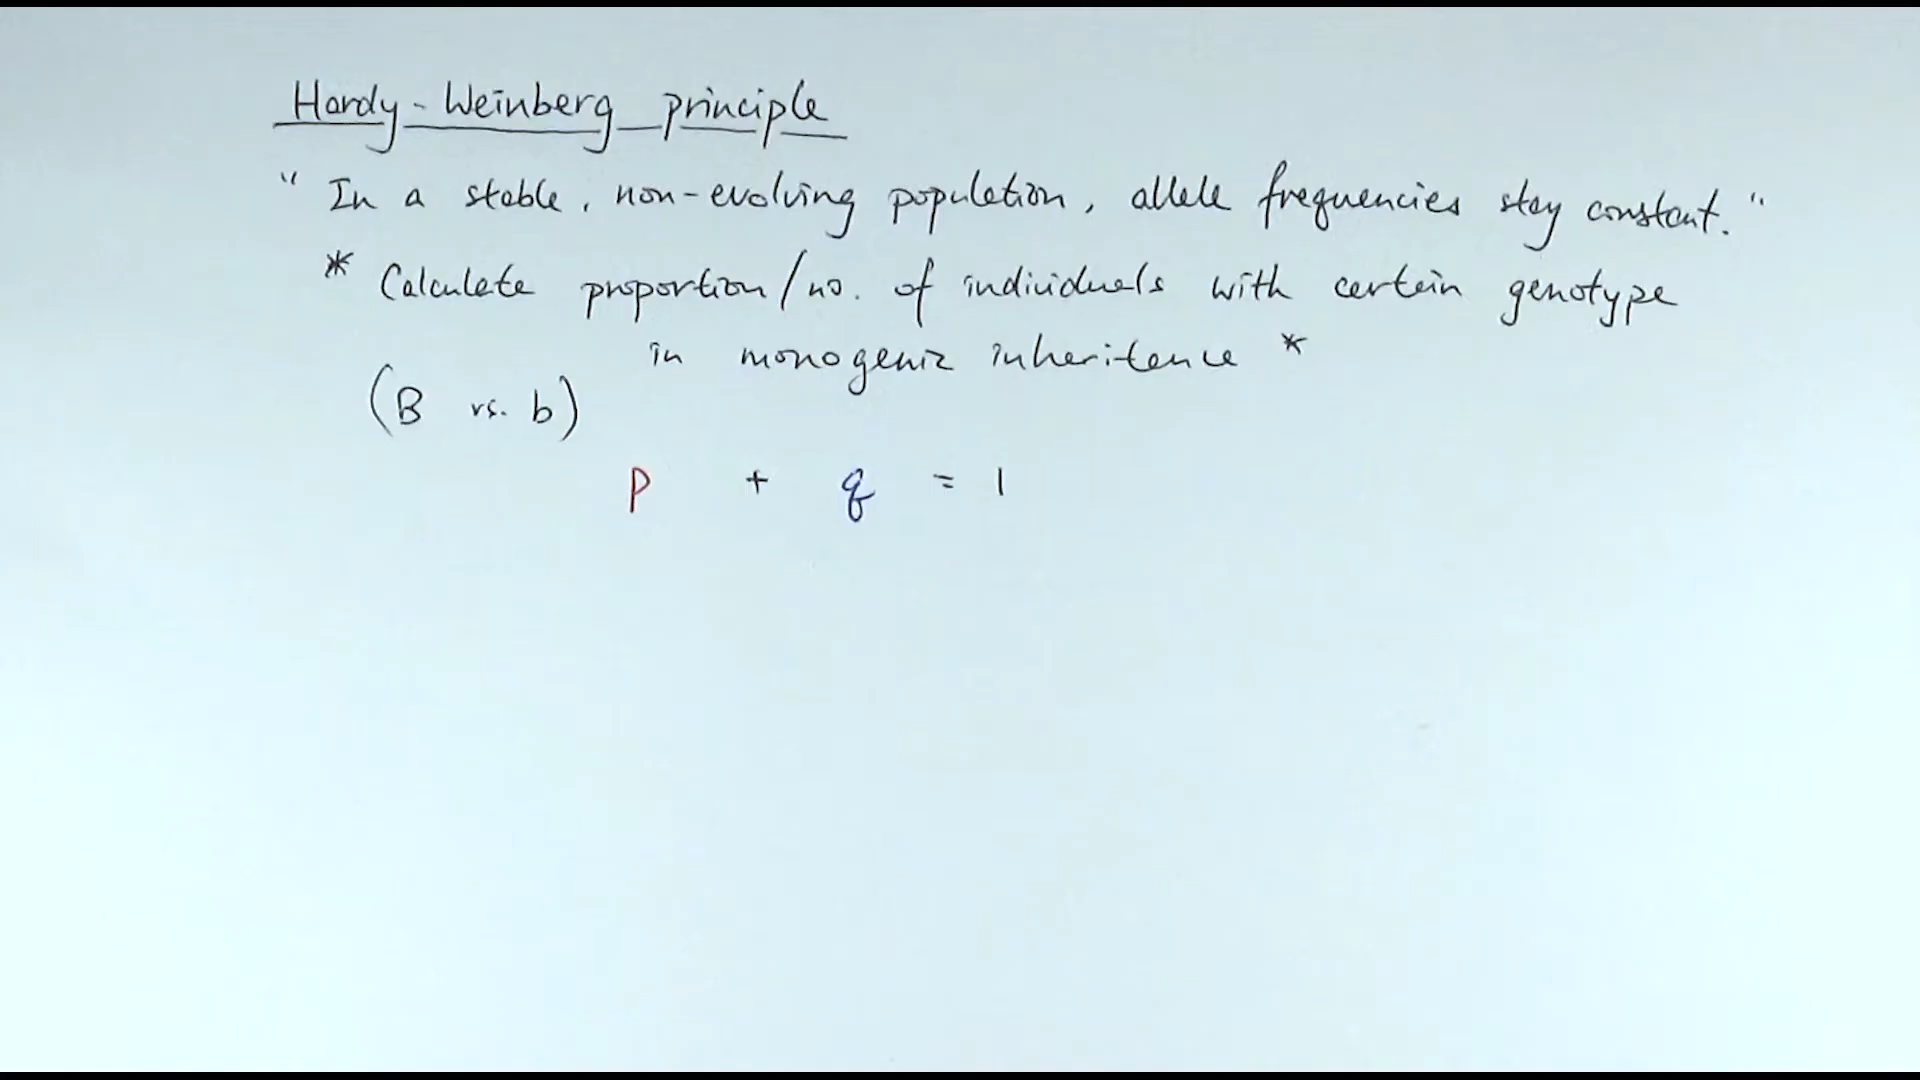 Hardy-Weinberg principle
" In a stable, non-evolving population, allele frequencies stay constant. "
* Calculate proportion/no. of individuals with certain genotype
in monogenic inheritence *
(B vs. b)
p + q = 1